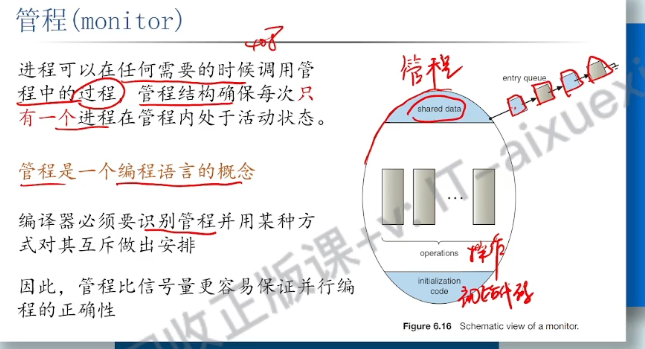 管程(monitor)
408
进程可以在任何需要的时候调用管
程中的过程 管程结构确保每次只
有一个进程在管程内处于活动状态。
管程是一个编程语言的概念
编译器必须要识别管程并用某种方
式对其互斥做出安排
因此，管程比信号量更容易保证并行编
程的正确性
管程
entry queue
shared data
...
operations
操作
initialization
code
初始化代码
Figure 6.16 Schematic view of a monitor.
回收正版课+v: IT_aixuexi